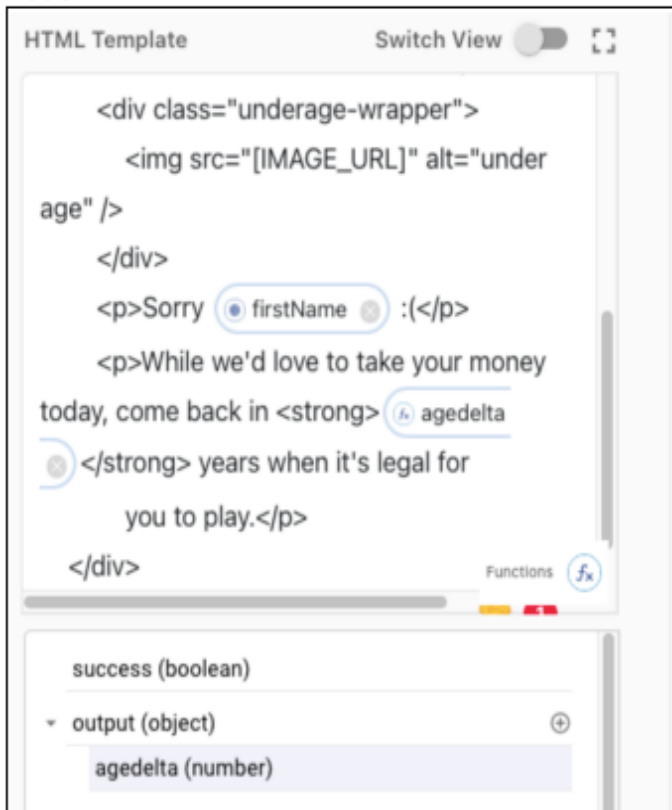 HTML Template Switch View
<div class="underage-wrapper">
<img src="[IMAGE_URL]" alt="under
age" />
</div>
<p>Sorry firstName :(</p>
<p>While we'd love to take your money
today, come back in <strong> fx agedelta
</strong> years when it's legal for
you to play.</p>
</div>
Functions fx
success (boolean)
output (object)
agedelta (number)